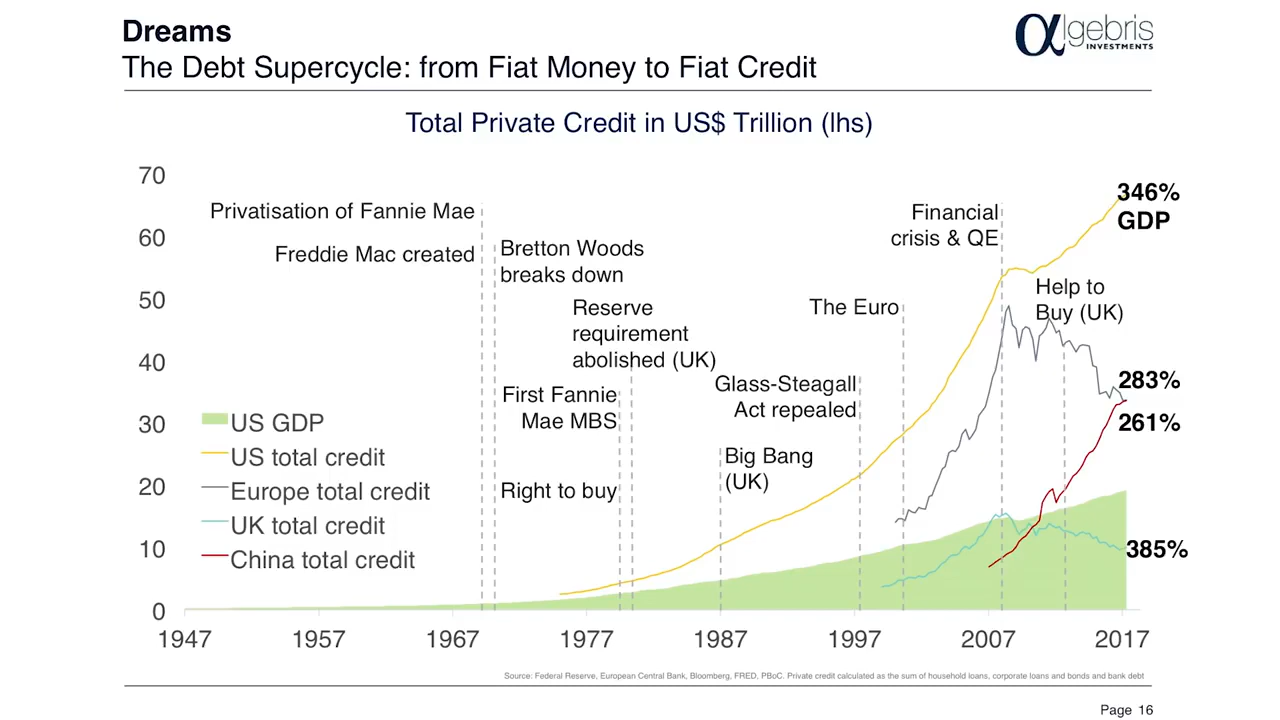 Dreams
The Debt Supercycle: from Fiat Money to Fiat Credit
αlgebris
INVESTMENTS
Total Private Credit in US$ Trillion (lhs)
70
60
50
40
30
20
10
0
Privatisation of Fannie Mae
Freddie Mac created
Bretton Woods
breaks down
Reserve
requirement
abolished (UK)
First Fannie
Mae MBS
Right to buy
Glass-Steagall
Act repealed
Big Bang
(UK)
The Euro
Financial
crisis & QE
Help to
Buy (UK)
346%
GDP
283%
261%
385%
US GDP
US total credit
Europe total credit
UK total credit
China total credit
1947 1957 1967 1977 1987 1997 2007 2017
Source: Federal Reserve, European Central Bank, Bloomberg, FRED, PBoC. Private credit calculated as the sum of household loans, corporate loans and bonds and bank debt
Page 16